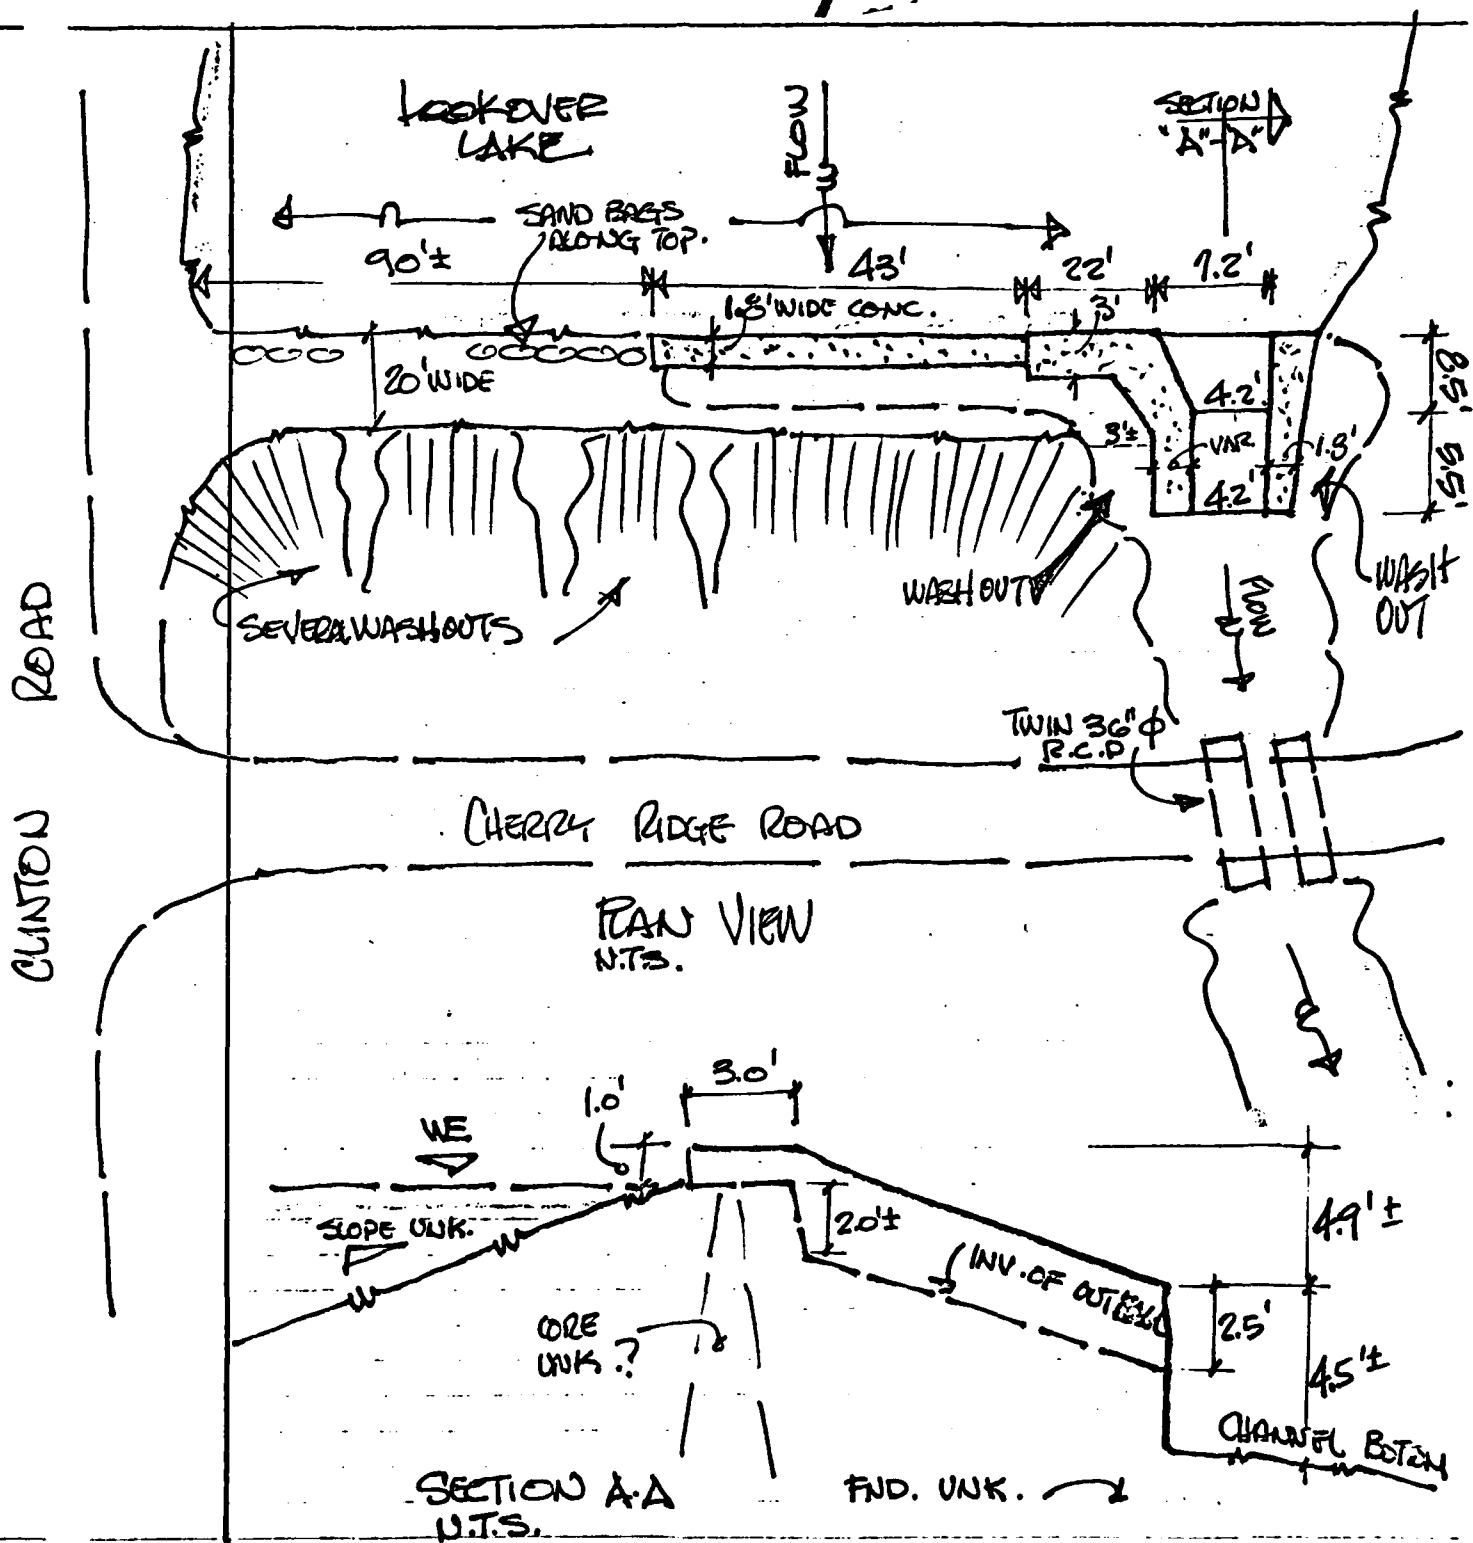 LOOKOVER
LAKE
FLOW
SECTION
"A"-"A"
SAND BAGS
ALONG TOP.
90'±
43'
22'
7.2'
1.8' WIDE CONC.
3'
20' WIDE
8.5'
4.2'
3'±
VAR.
1.8'
5.5'
4.2'
WASHOUT
WASH
OUT
FLOW
SEVERAL WASHOUTS
TWIN 36" φ
R.C.P
CHERRY RIDGE ROAD
CLINTON ROAD
PLAN VIEW
N.T.S.
3.0'
1.0'
WE
SLOPE UNK.
2.0'±
4.9'±
INV. OF OUTFALL
2.5'
CORE
UNK.?
4.5'±
CHANNEL BOTTOM
SECTION A-A
N.T.S.
FND. UNK.